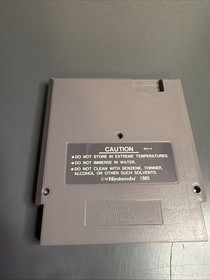 CAUTION
●DO NOT STORE IN EXTREME TEMPERATURES.
●DO NOT IMMERSE IN WATER.
●DO NOT CLEAN WITH BENZENE, THINNER,
ALCOHOL OR OTHER SUCH SOLVENTS.
©Nintendo 1985